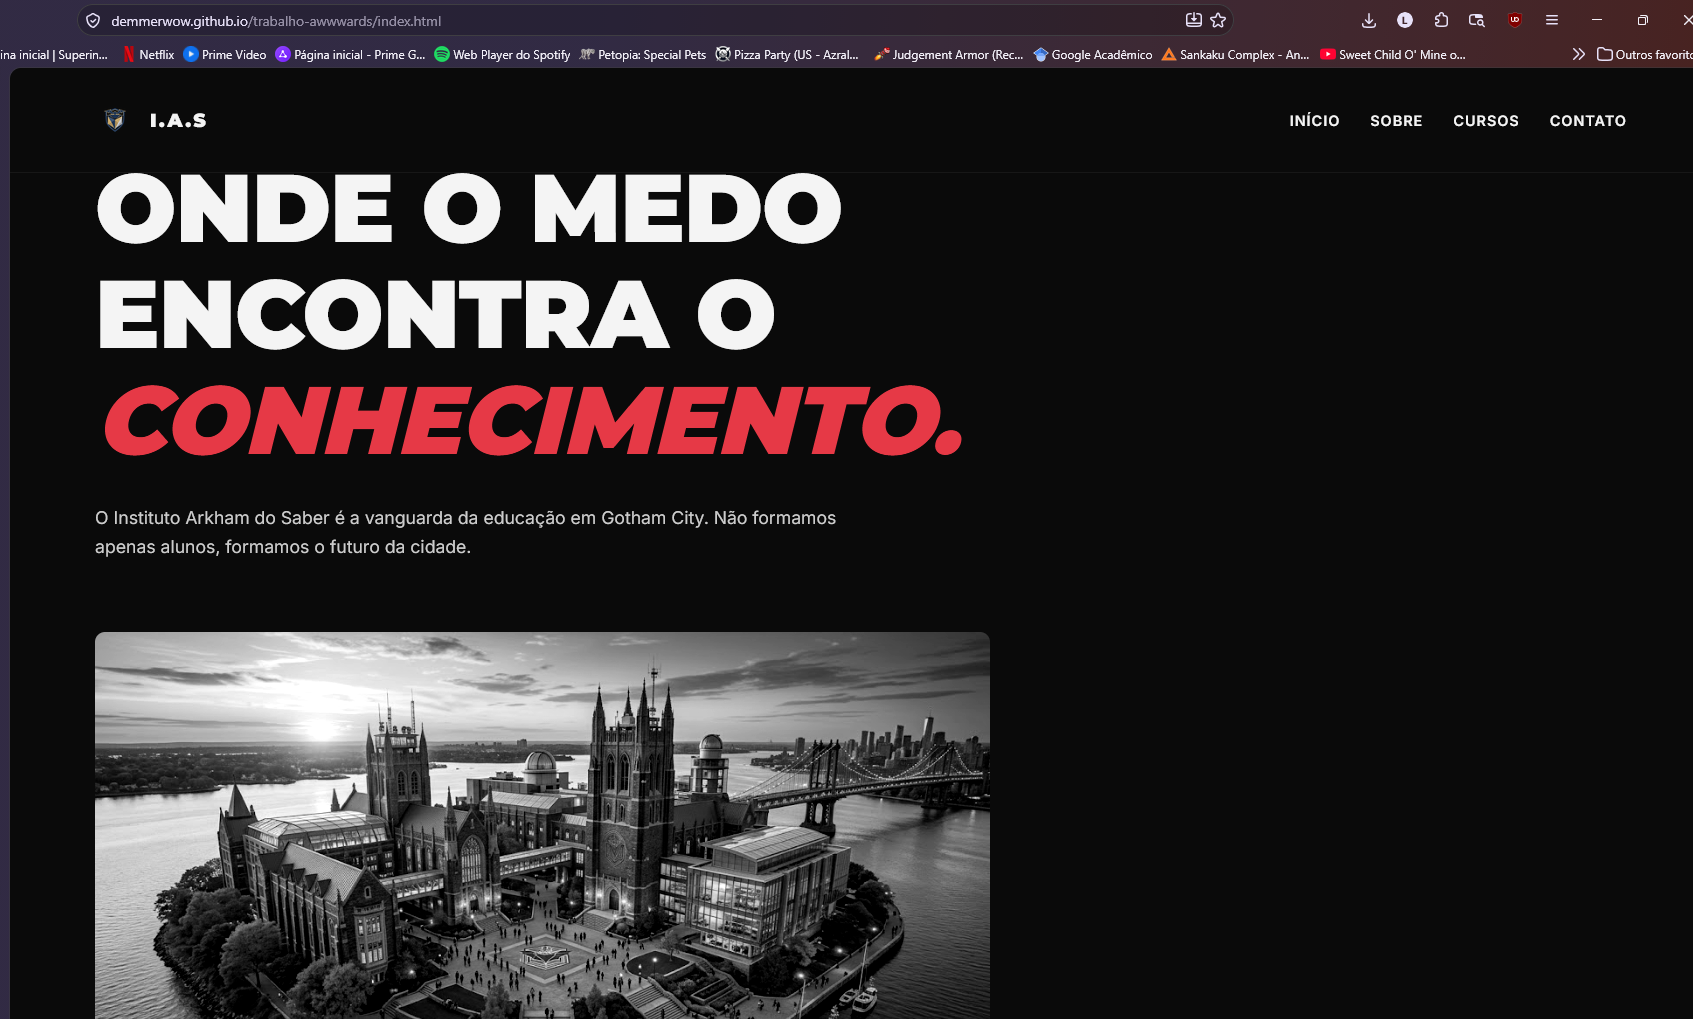 demmerwow.github.io/trabalho-awwwards/index.html
L
UD
ina inicial | Superin...
Netflix
Prime Video
Página inicial - Prime G...
Web Player do Spotify
Petopia: Special Pets
Pizza Party (US - Azral...
Judgement Armor (Rec...
Google Acadêmico
Sankaku Complex - An...
Sweet Child O' Mine o...
Outros favorito
I.A.S
INÍCIO
SOBRE
CURSOS
CONTATO
ONDE O MEDO
ENCONTRA O
CONHECIMENTO.
O Instituto Arkham do Saber é a vanguarda da educação em Gotham City. Não formamos
apenas alunos, formamos o futuro da cidade.